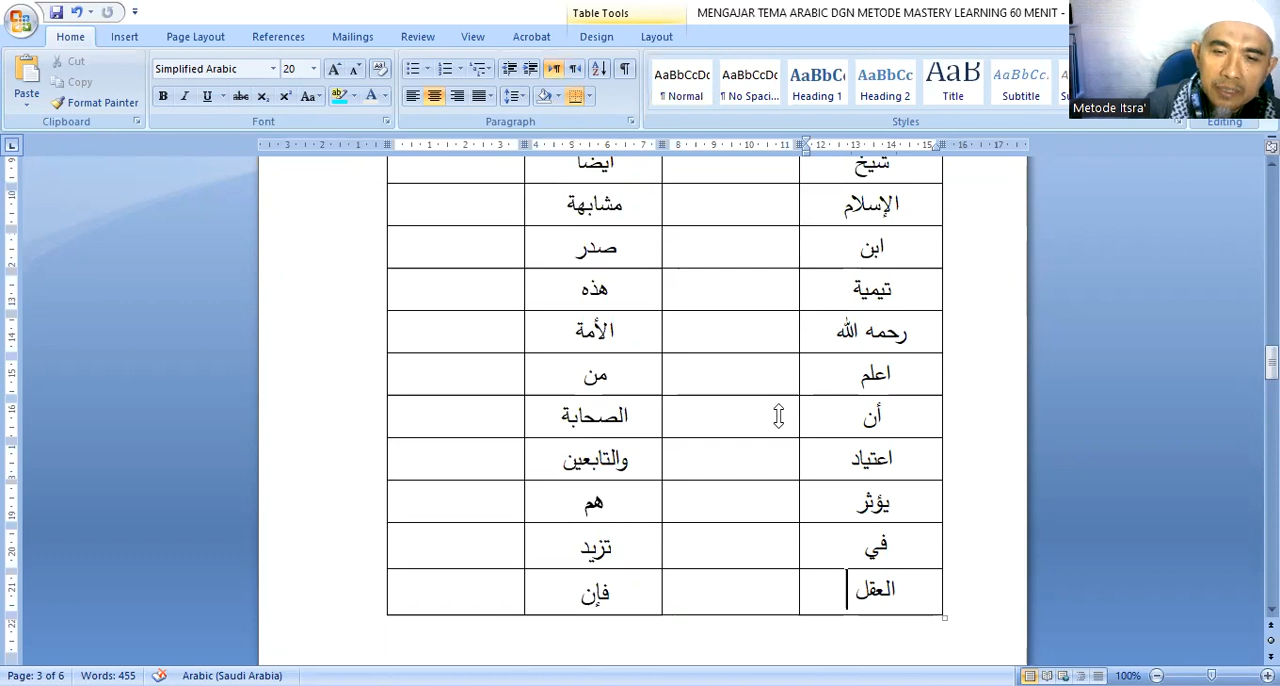 Table Tools
MENGAJAR TEMA ARABIC DGN METODE MASTERY LEARNING 60 MENIT -
Home Insert Page Layout References Mailings Review View Acrobat Design Layout
Paste
Cut
Copy
Format Painter
Clipboard
Simplified Arabic 20
Font
Paragraph
AaBbCcDc AaBbCcDc AaBbC AaBbCc AaB AaBbCc
¶ Normal ¶ No Spaci... Heading 1 Heading 2 Title Subtitle
Styles
Editing
Metode Itsra'
شيخ ايضا
الإسلام مشابهة
ابن صدر
تيمية هذه
رحمه الله الأمة
اعلم من
أن الصحابة
اعتياد والتابعين
يؤثر هم
في تزيد
العقل فإن
Page: 3 of 6 Words: 455 Arabic (Saudi Arabia) 100%